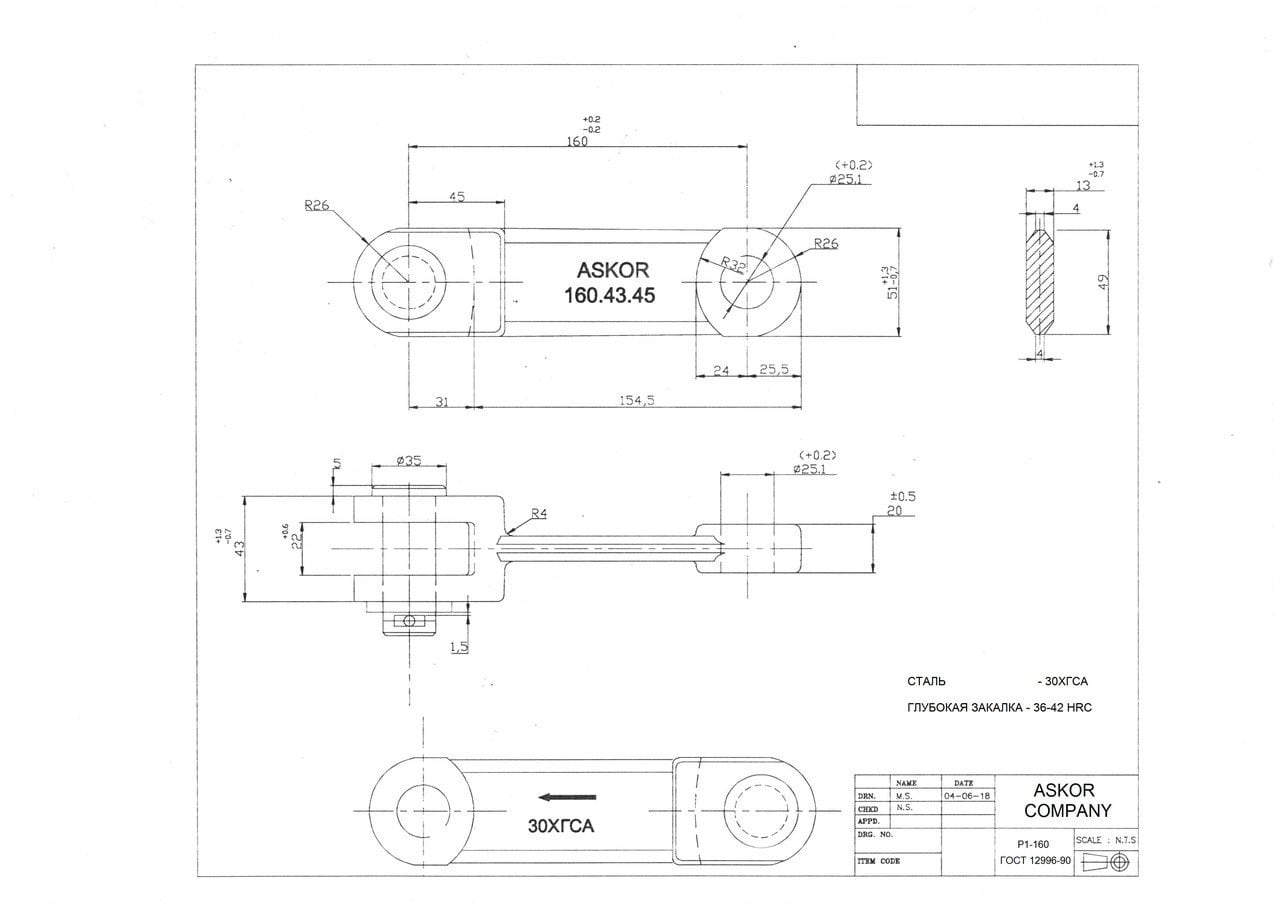 +0.2
-0.2
160
(+0.2)
ø25.1
+1.3
-0.7
13
4
45
R26
R26
R32
ASKOR
160.43.45
51
+1.3
-0.7
49
4
24
25,5
31
154,5
5
ø35
(+0.2)
ø25.1
±0.5
20
R4
+1.3
-0.7
43
+0.6
22
1,5
СТАЛЬ - 30ХГСА
ГЛУБОКАЯ ЗАКАЛКА - 36-42 HRC
30ХГСА
NAME DATE
DRN. M.S. 04-06-18
CHKD N.S.
APPD.
DRG. NO.
ITEM CODE
ASKOR
COMPANY
P1-160
ГОСТ 12996-90
SCALE : N.T.S